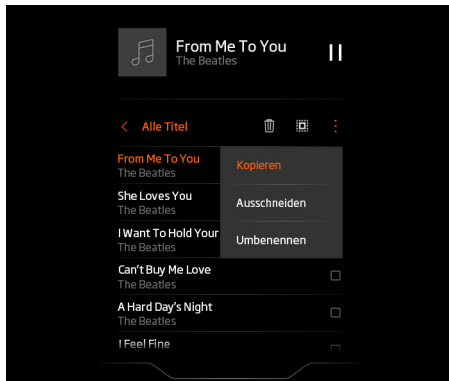 From Me To You
The Beatles
Alle Titel
From Me To You
The Beatles
Kopieren
She Loves You
The Beatles
Ausschneiden
I Want To Hold Your
The Beatles
Umbenennen
Can't Buy Me Love
The Beatles
A Hard Day's Night
The Beatles
I Feel Fine